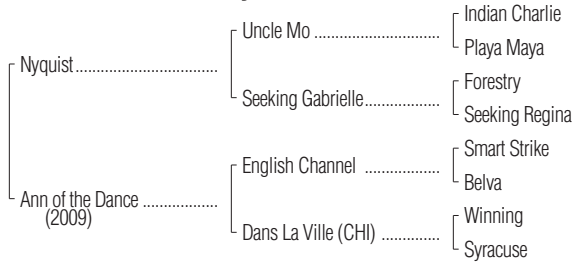 Indian Charlie
Uncle Mo ..................
Playa Maya
Nyquist..................................
Forestry
Seeking Gabrielle..................
Seeking Regina
Smart Strike
English Channel ..................
Belva
Ann of the Dance ..................
(2009)
Winning
Dans La Ville (CHI) ..............
Syracuse